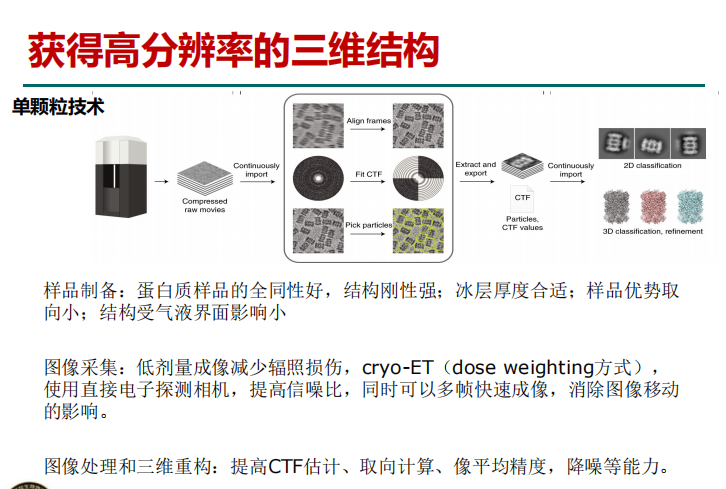 获得高分辨率的三维结构
单颗粒技术
Compressed
raw movies
Continuously
import
Align frames
Fit CTF
Pick particles
Extract and
export
CTF
Particles,
CTF values
Continuously
import
2D classification
3D classification, refinement
样品制备：蛋白质样品的全同性好，结构刚性强；冰层厚度合适；样品优势取
向小；结构受气液界面影响小
图像采集：低剂量成像减少辐照损伤，cryo-ET（dose weighting方式），
使用直接电子探测相机，提高信噪比，同时可以多帧快速成像，消除图像移动
的影响。
图像处理和三维重构：提高CTF估计、取向计算、像平均精度，降噪等能力。